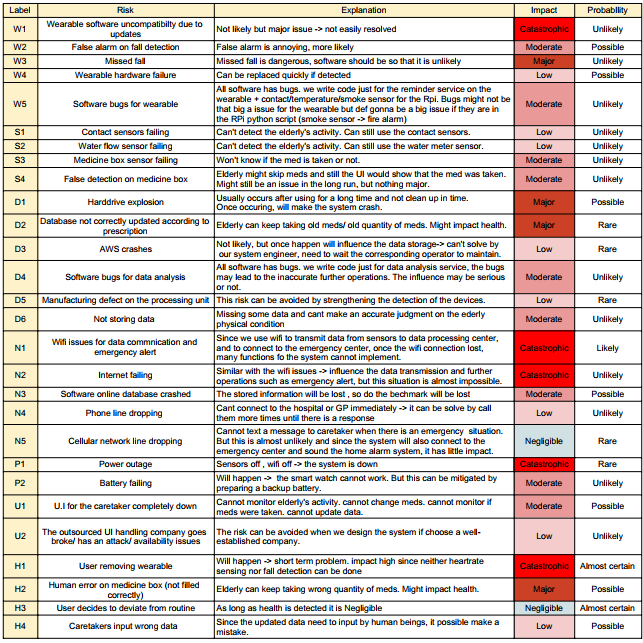 Label Risk Explanation Impact Probability
W1 Wearable software uncompatibilty due to updates Not likely but major issue -> not easily resolved Catastrophic Unlikely
W2 False alarm on fall detection False alarm is annoying, more likely Moderate Possible
W3 Missed fall Missed fall is dangerous, software should be so that it is unlikely Major Unlikely
W4 Wearable hardware failure Can be replaced quickly if detected Low Possible
W5 Software bugs for wearable All software has bugs. we write code just for the reminder service on the
wearable + contact/temperature/smoke sensor for the Rpi. Bugs might not be
that big a issue for the wearable but def gonna be a big issue if they are in
the RPi python script (smoke sensor -> fire alarm) Moderate Unlikely
S1 Contact sensors failing Can't detect the elderly's activity. Can still use the contact sensors. Low Unlikely
S2 Water flow sensor failing Can't detect the elderly's activity. Can still use the water meter sensor. Low Unlikely
S3 Medicine box sensor failing Won't know if the med is taken or not. Moderate Unlikely
S4 False detection on medicine box Elderly might skip meds and still the UI would show that the med was taken.
Might still be an issue in the long run, but nothing major. Moderate Unlikely
D1 Harddrive explosion Usually occurs after using for a long time and not clean up in time.
Once occuring, will make the system crash. Major Possible
D2 Database not correctly updated according to
prescription Elderly can keep taking old meds/ old quantity of meds. Might impact health. Major Rare
D3 AWS crashes Not likely, but once happen will influence the data storage-> can't solve by
our system engineer, need to wait the corresponding operator to maintain. Low Rare
D4 Software bugs for data analysis All software has bugs. we write code just for data analysis service, the bugs
may lead to the inaccurate further operations. The influence may be serious
or not. Moderate Unlikely
D5 Manufacturing defect on the processing unit This risk can be avoided by strengthening the detection of the devices. Low Rare
D6 Not storing data Missing some data and cant make an accurate judgment on the ederly
physical condition Moderate Unlikely
N1 Wifi issues for data commnication and
emergency alert Since we use wifi to transmit data from sensors to data processing center,
and to connect to the emergency center, once the wifi connection lost,
many functions fo the system cannot implement. Catastrophic Likely
N2 Internet failing Similar with the wifi issues -> influence the data transmission and further
operations such as emergency alert, but this situation is almost impossible. Catastrophic Unlikely
N3 Software online database crashed The stored information will be lost , so do the bechmark will be lost Moderate Possible
N4 Phone line dropping Cant connect to the hospital or GP immediately -> it can be solve by call
them more times until there is a response Low Unlikely
N5 Cellular network line dropping Cannot text a message to caretaker when there is an emergency situation.
But this is almost unlikely and since the system will also connect to the
emergency center and sound the home alarm system, it has little impact. Negligible Rare
P1 Power outage Sensors off , wifi off -> the system is down Catastrophic Rare
P2 Battery failing Will happen -> the smart watch cannot work. But this can be mitigated by
preparing a backup battery. Moderate Unlikely
U1 U.I for the caretaker completely down Cannot monitor elderly's activity. cannot change meds. cannot monitor if
meds were taken. cannot update data. Moderate Possible
U2 The outsourced UI handling company goes
broke/ has an attack/ availability issues The risk can be avoided when we design the system if choose a well-
established company. Low Unlikely
H1 User removing wearable Will happen -> short term problem. impact high since neither heartrate
sensing nor fall detection can be done Catastrophic Almost certain
H2 Human error on medicine box (not filled
correctly) Elderly can keep taking wrong quantity of meds. Might impact health. Major Possible
H3 User decides to deviate from routine As long as health is detected it is Negligible Negligible Almost certain
H4 Caretakers input wrong data Since the updated data need to input by human beings, it possible make a
mistake. Low Possible